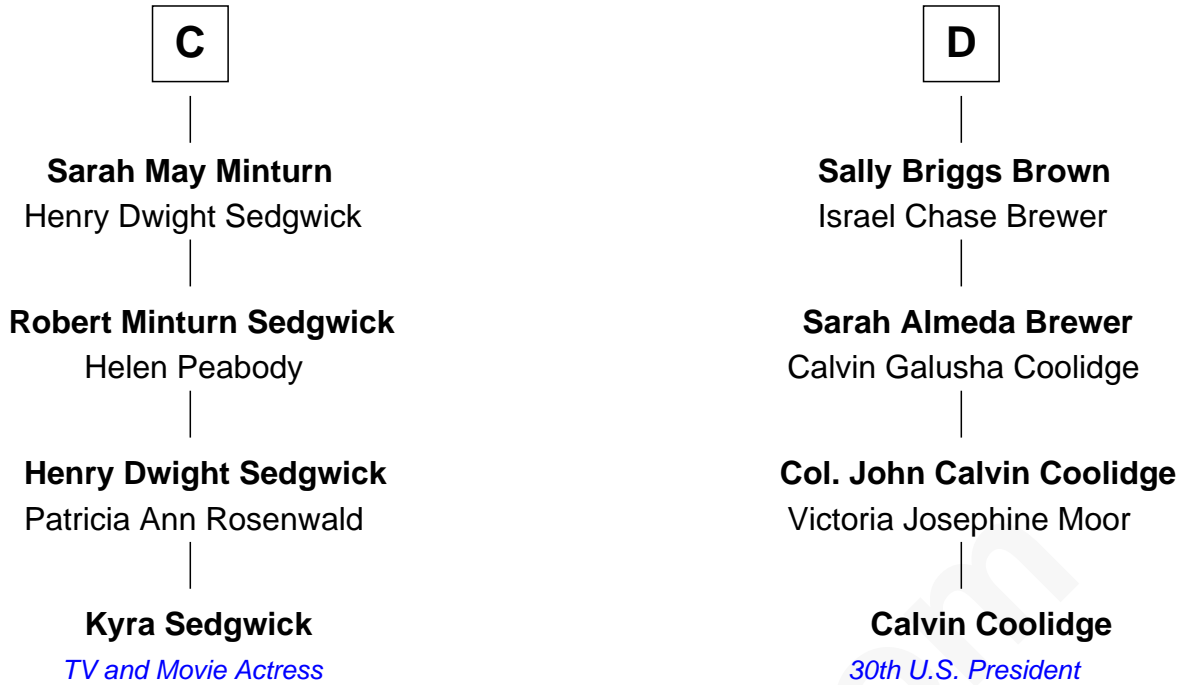 C
Sarah May Minturn
Henry Dwight Sedgwick
Robert Minturn Sedgwick
Helen Peabody
Henry Dwight Sedgwick
Patricia Ann Rosenwald
Kyra Sedgwick
TV and Movie Actress
D
Sally Briggs Brown
Israel Chase Brewer
Sarah Almeda Brewer
Calvin Galusha Coolidge
Col. John Calvin Coolidge
Victoria Josephine Moor
Calvin Coolidge
30th U.S. President